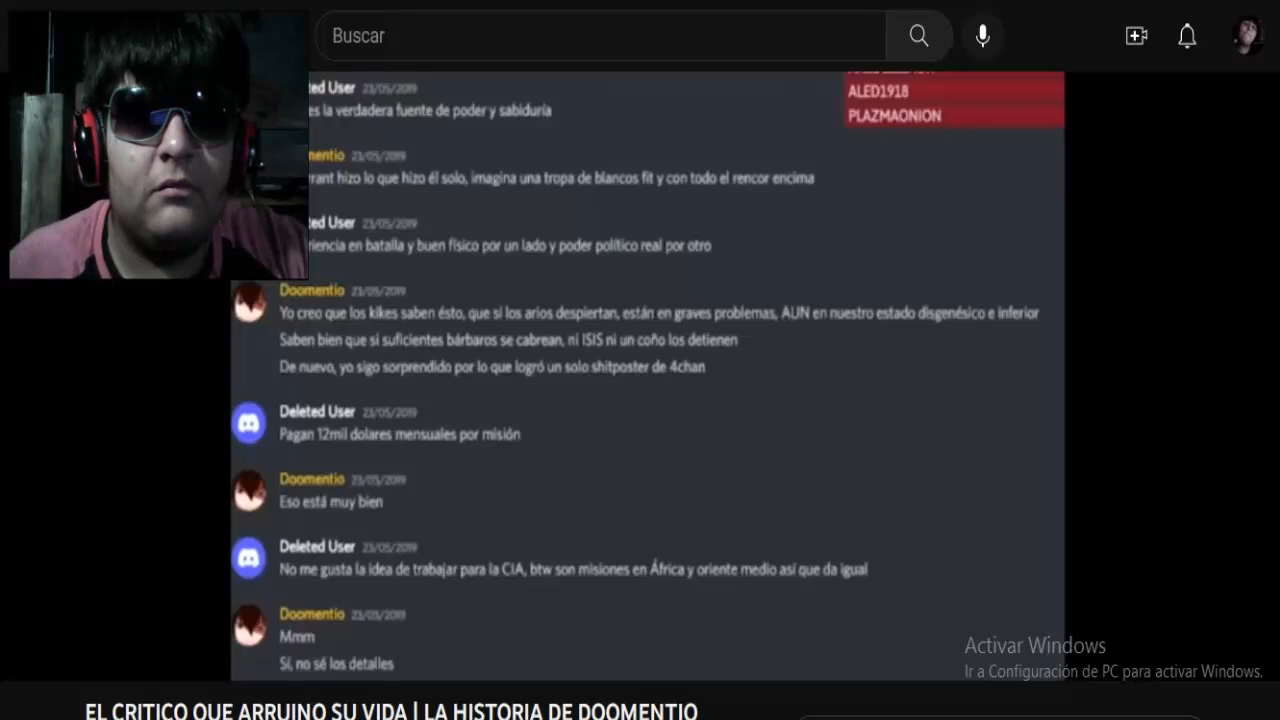 Buscar
ted User 23/05/2019
es la verdadera fuente de poder y sabiduría
ALED1918
PLAZMAONION
mentio 23/05/2019
rrant hizo lo que hizo él solo, imagina una tropa de blancos fit y con todo el rencor encima
ted User 23/05/2019
riencia en batalla y buen físico por un lado y poder político real por otro
Doomentio 23/05/2019
Yo creo que los kikes saben ésto, que si los arios despiertan, están en graves problemas, AUN en nuestro estado disgenésico e inferior
Saben bien que si suficientes bárbaros se cabrean, ni ISIS ni un coño los detienen
De nuevo, yo sigo sorprendido por lo que logró un solo shitposter de 4chan
Deleted User 23/05/2019
Pagan 12mil dolares mensuales por misión
Doomentio 23/05/2019
Eso está muy bien
Deleted User 23/05/2019
No me gusta la idea de trabajar para la CIA, btw son misiones en África y oriente medio así que da igual
Doomentio 23/05/2019
Mmm
Sí, no sé los detalles
Activar Windows
Ir a Configuración de PC para activar Windows.
EL CRITICO QUE ARRUINO SU VIDA | LA HISTORIA DE DOOMENTIO